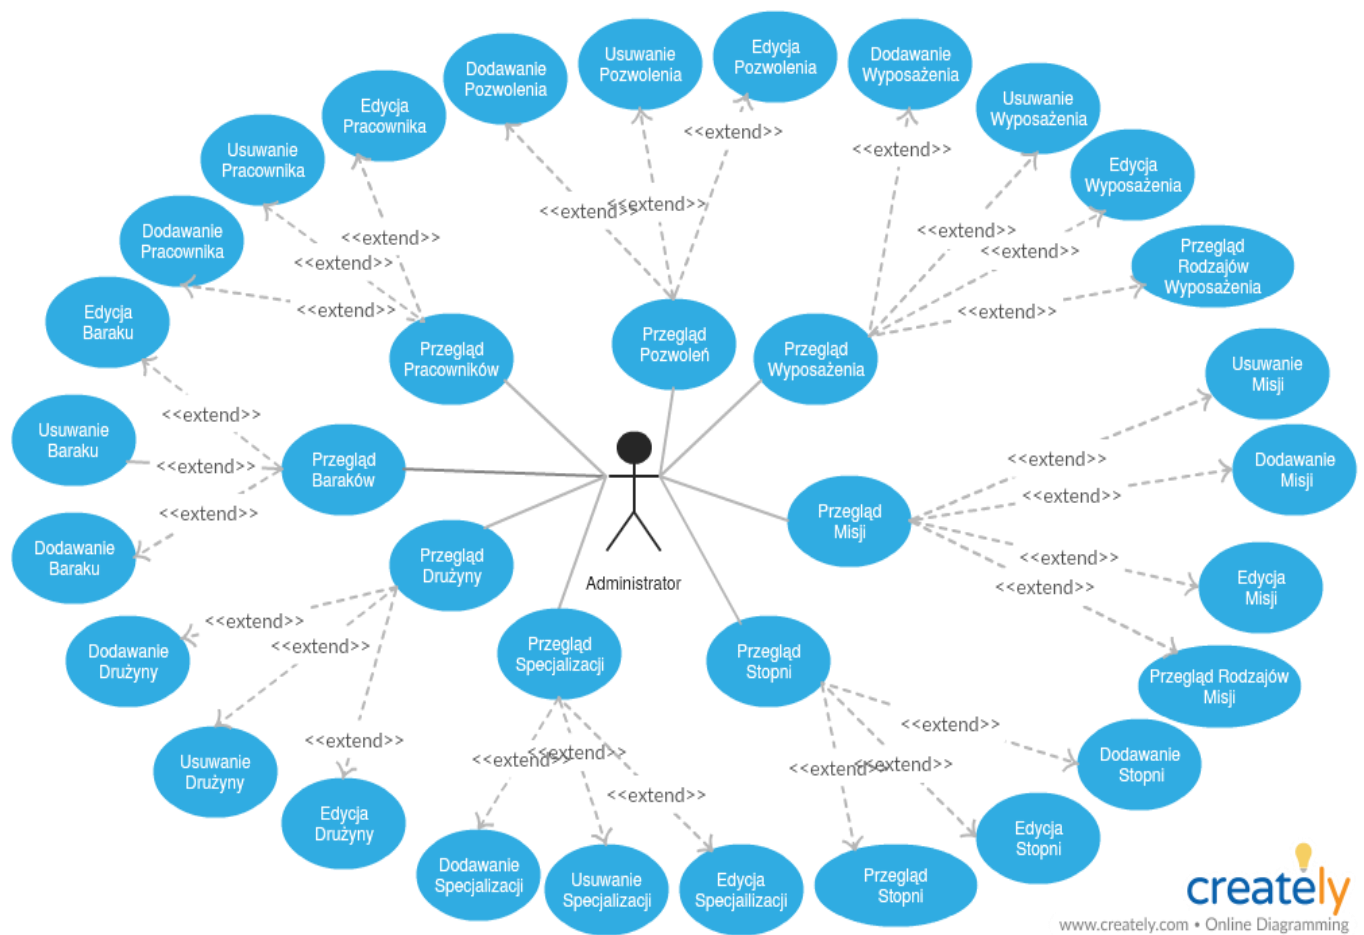 Edycja
Pozwolenia
Usuwanie
Pozwolenia
Dodawanie
Wyposażenia
Dodawanie
Pozwolenia
Usuwanie
Wyposażenia
Edycja
Pracownika
<<extend>>
<<extend>>
Usuwanie
Pracownika
Edycja
Wyposażenia
<<extend>>
<<extend>>
Dodawanie
Pracownika
<<extend>>
<<extend>>
<<extend>>
<<extend>>
Przegląd
Rodzajów
Wyposażenia
<<extend>>
<<extend>>
Edycja
Baraku
Przegląd
Pracowników
Przegląd
Pozwoleń
Przegląd
Wyposażenia
Usuwanie
Misji
<<extend>>
Usuwanie
Baraku
<<extend>>
Przegląd
Baraków
<<extend>>
Dodawanie
Misji
<<extend>>
<<extend>>
Przegląd
Misji
Dodawanie
Baraku
Przegląd
Drużyny
Administrator
<<extend>>
<<extend>>
Edycja
Misji
<<extend>>
<<extend>>
Dodawanie
Drużyny
Przegląd
Specjalizacji
Przegląd
Stopni
Przegląd Rodzajów
Misji
<<extend>>
<<extend>>
<<extend>>
<<extend>>
<<extend>>
<<extend>>
Dodawanie
Stopni
Usuwanie
Drużyny
<<extend>>
Edycja
Drużyny
Edycja
Stopni
Dodawanie
Specjalizacji
Usuwanie
Specjalizacji
Edycja
Specjaliizacji
Przegląd
Stopni
creately
www.creately.com • Online Diagramming